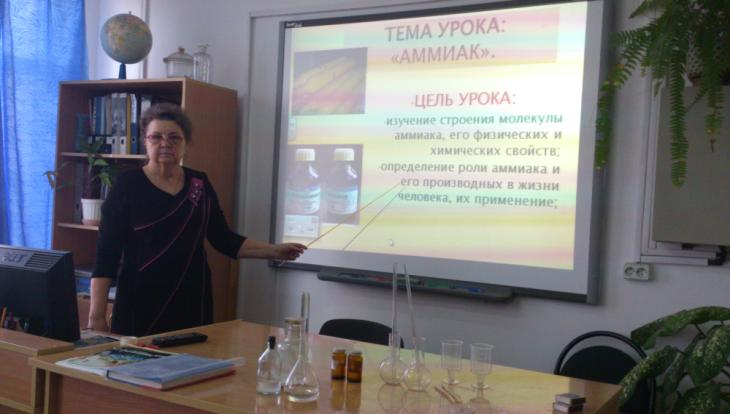 ТЕМА УРОКА:
«АММИАК».
ЦЕЛЬ УРОКА:
-изучение строения молекулы
аммиака, его физических и
химических свойств;
-определение роли аммиака и
его производных в жизни
человека, их применение;